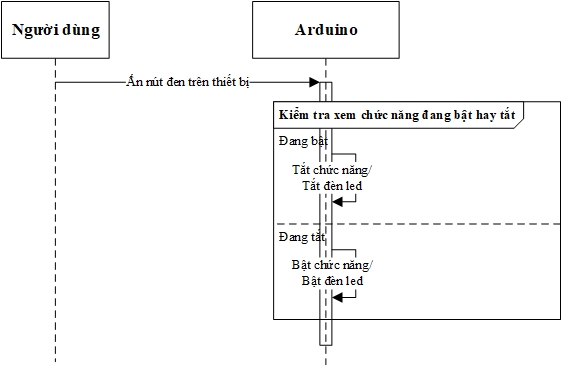 Người dùng
Arduino
Ấn nút đen trên thiết bị
Kiểm tra xem chức năng đang bật hay tắt
Đang bật
Tắt chức năng/
Tắt đèn led
Đang tắt
Bật chức năng/
Bật đèn led